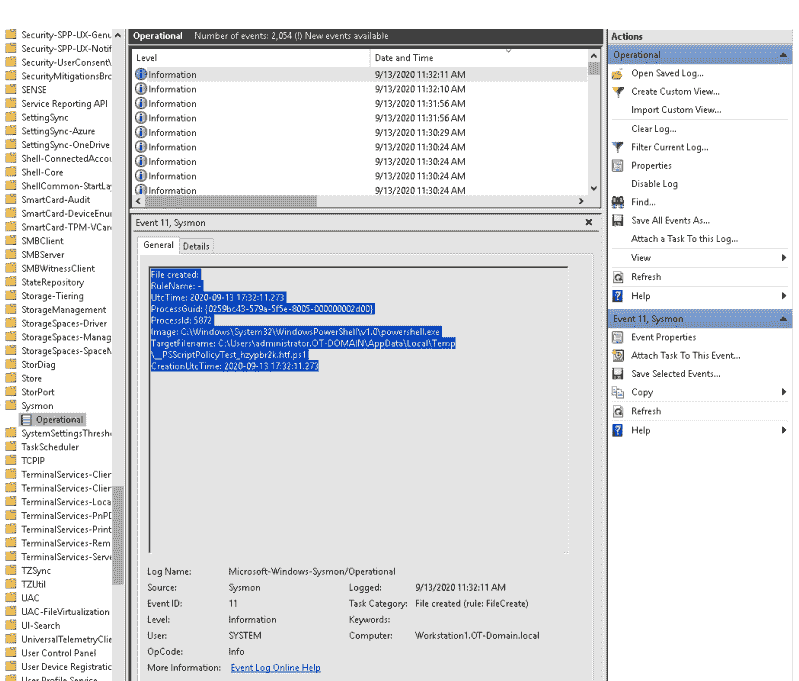 Security-SPP-UX-Genu
Security-SPP-UX-Notif
Security-UserConsent\
SecurityMitigationsBrc
SENSE
Service Reporting API
SettingSync
SettingSync-Azure
SettingSync-OneDrive
Shell-ConnectedAccou
Shell-Core
ShellCommon-StartLa
SmartCard-Audit
SmartCard-DeviceEnur
SmartCard-TPM-VCar
SMBClient
SMBServer
SMBWitnessClient
StateRepository
Storage-Tiering
StorageManagement
StorageSpaces-Driver
StorageSpaces-Manag
StorageSpaces-SpaceN
StorDiag
Store
StorPort
Sysmon
Operational
SystemSettingsThresh
TaskScheduler
TCPIP
TerminalServices-Clier
TerminalServices-Clier
TerminalServices-Loca
TerminalServices-PnPD
TerminalServices-Print
TerminalServices-Rem
TerminalServices-Serve
TZSync
TZUtil
UAC
UAC-FileVirtualization
UI-Search
UniversalTelemetryClie
User Control Panel
User Device Registratic
User Profile Service
Operational Number of events: 2,054 (!) New events available
Level Date and Time
Information 9/13/2020 11:32:11 AM
Information 9/13/2020 11:32:10 AM
Information 9/13/2020 11:31:56 AM
Information 9/13/2020 11:31:56 AM
Information 9/13/2020 11:30:29 AM
Information 9/13/2020 11:30:24 AM
Information 9/13/2020 11:30:24 AM
Information 9/13/2020 11:30:24 AM
Information 9/13/2020 11:30:24 AM
Event 11, Sysmon
General Details
File created:
RuleName: -
UtcTime: 2020-09-13 17:32:11.273
ProcessGuid: {0259bc43-579a-5f5e-8005-000000002d00}
ProcessId: 5872
Image: C:\Windows\System32\WindowsPowerShell\v1.0\powershell.exe
TargetFilename: C:\Users\administrator.OT-DOMAIN\AppData\Local\Temp
\__PSScriptPolicyTest_hzypbr2k.htf.ps1
CreationUtcTime: 2020-09-13 17:32:11.273
Log Name: Microsoft-Windows-Sysmon/Operational
Source: Sysmon Logged: 9/13/2020 11:32:11 AM
Event ID: 11 Task Category: File created (rule: FileCreate)
Level: Information Keywords:
User: SYSTEM Computer: Workstation1.OT-Domain.local
OpCode: Info
More Information: Event Log Online Help
Actions
Operational
Open Saved Log...
Create Custom View...
Import Custom View...
Clear Log...
Filter Current Log...
Properties
Disable Log
Find...
Save All Events As...
Attach a Task To this Log...
View
Refresh
Help
Event 11, Sysmon
Event Properties
Attach Task To This Event...
Save Selected Events...
Copy
Refresh
Help